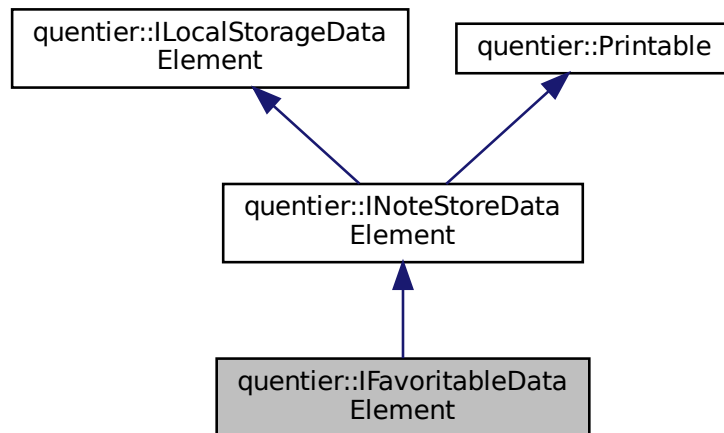 quentier::ILocalStorageData
Element
quentier::Printable
quentier::INoteStoreData
Element
quentier::IFavoritableData
Element